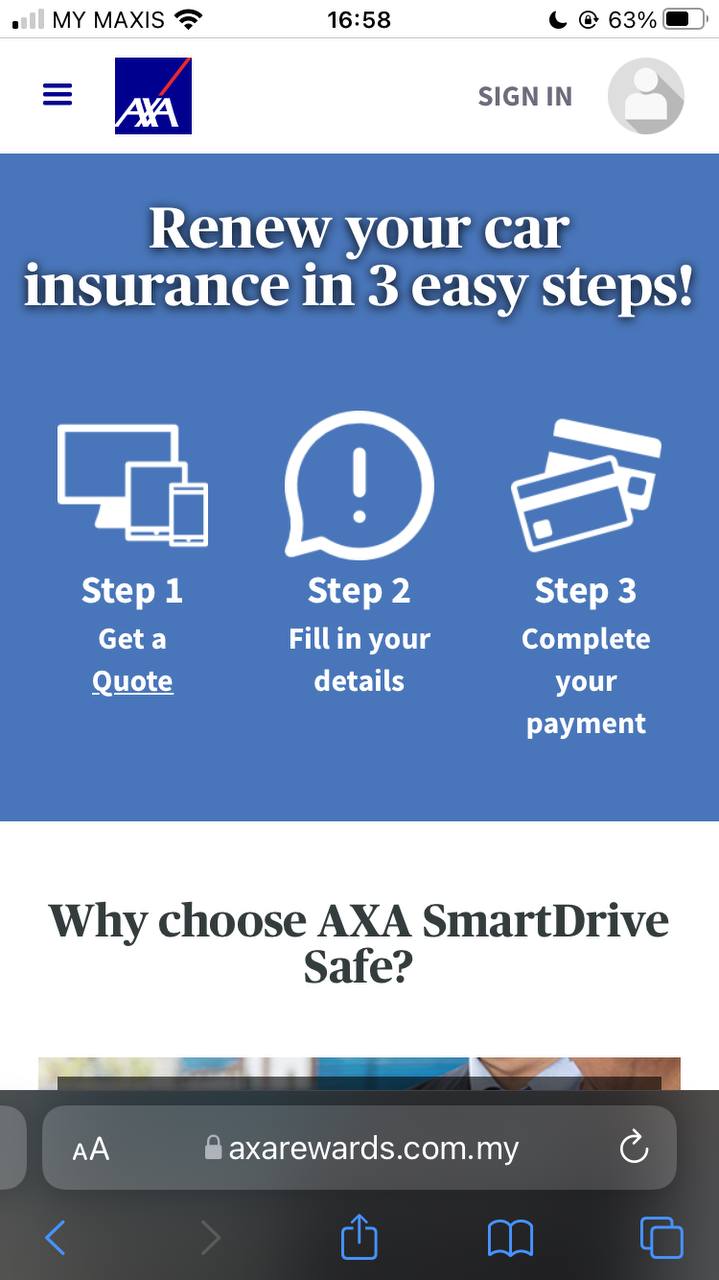 MY MAXIS 16:58 63%
AXA SIGN IN
Renew your car
insurance in 3 easy steps!
Step 1
Get a
Quote
Step 2
Fill in your
details
Step 3
Complete
your
payment
Why choose AXA SmartDrive
Safe?
AA axarewards.com.my